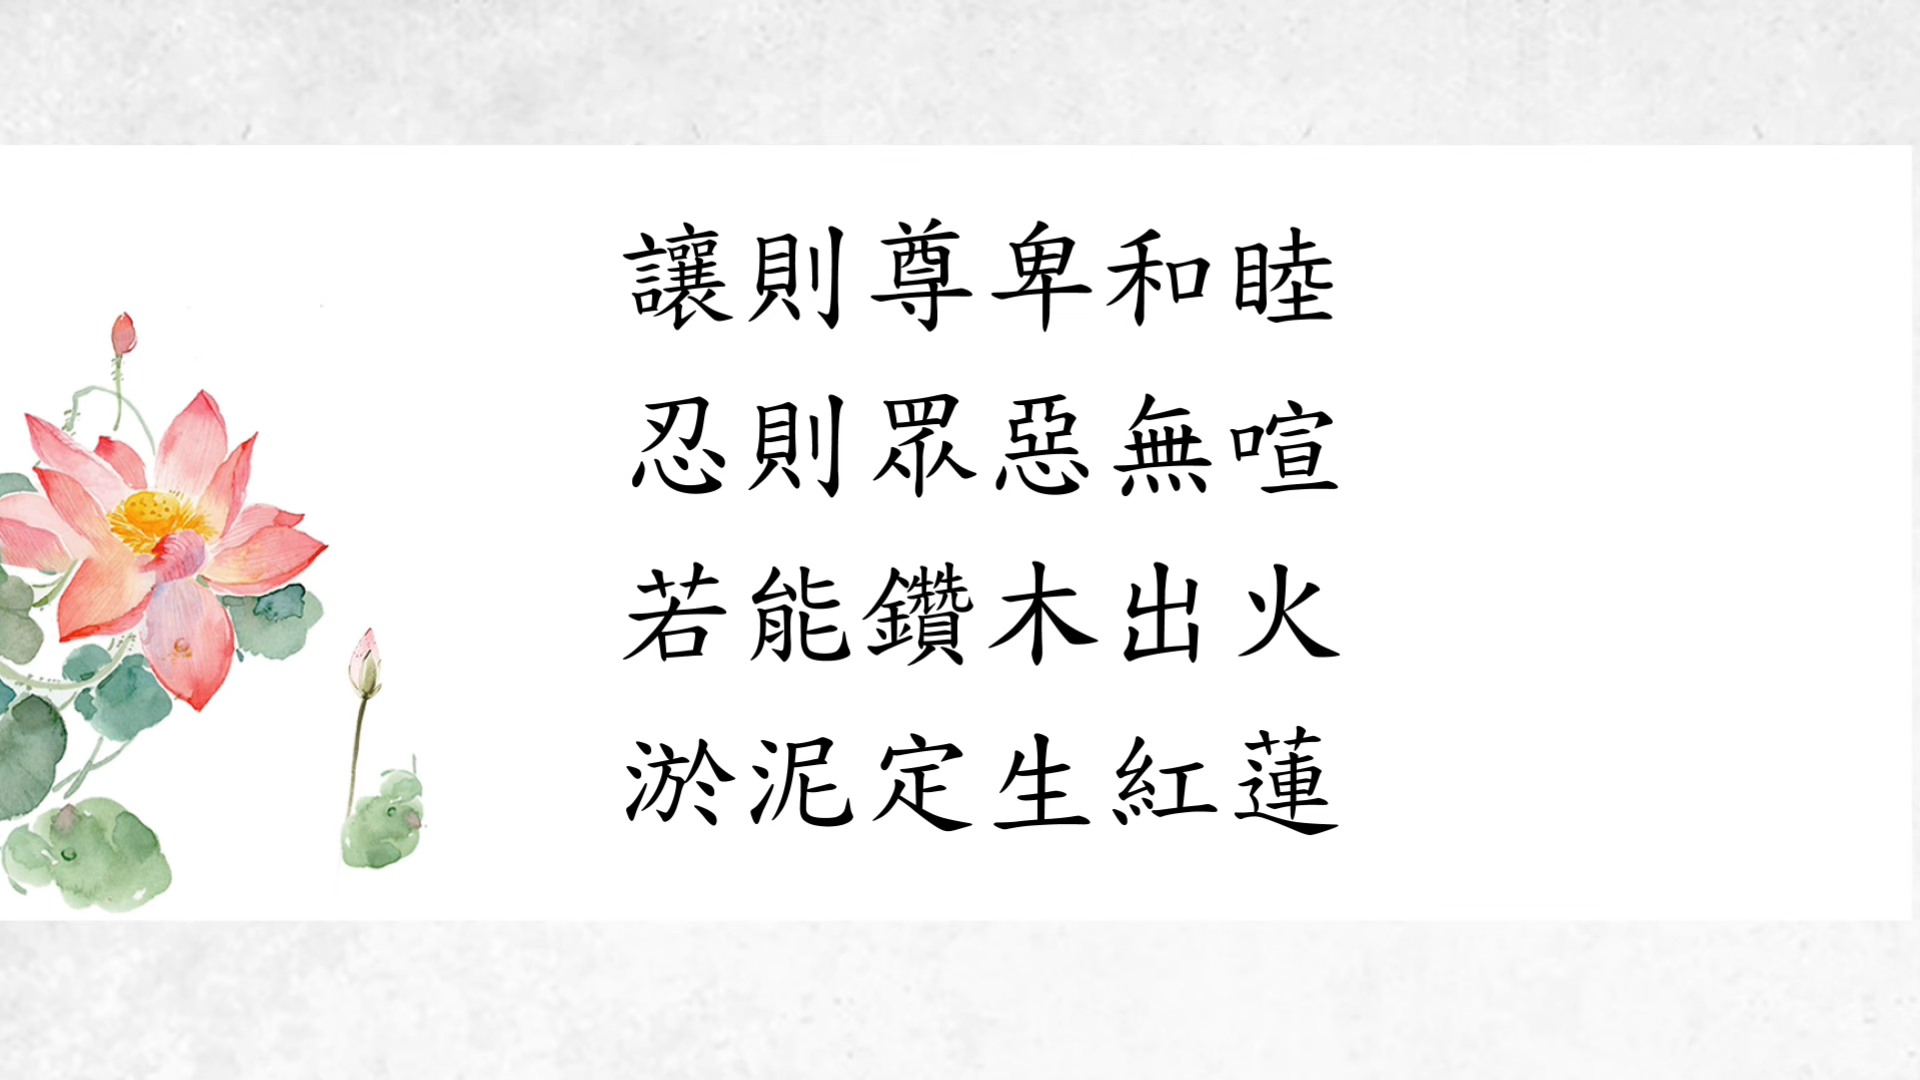 讓則尊卑和睦
忍則眾惡無喧
若能鑽木出火
淤泥定生紅蓮